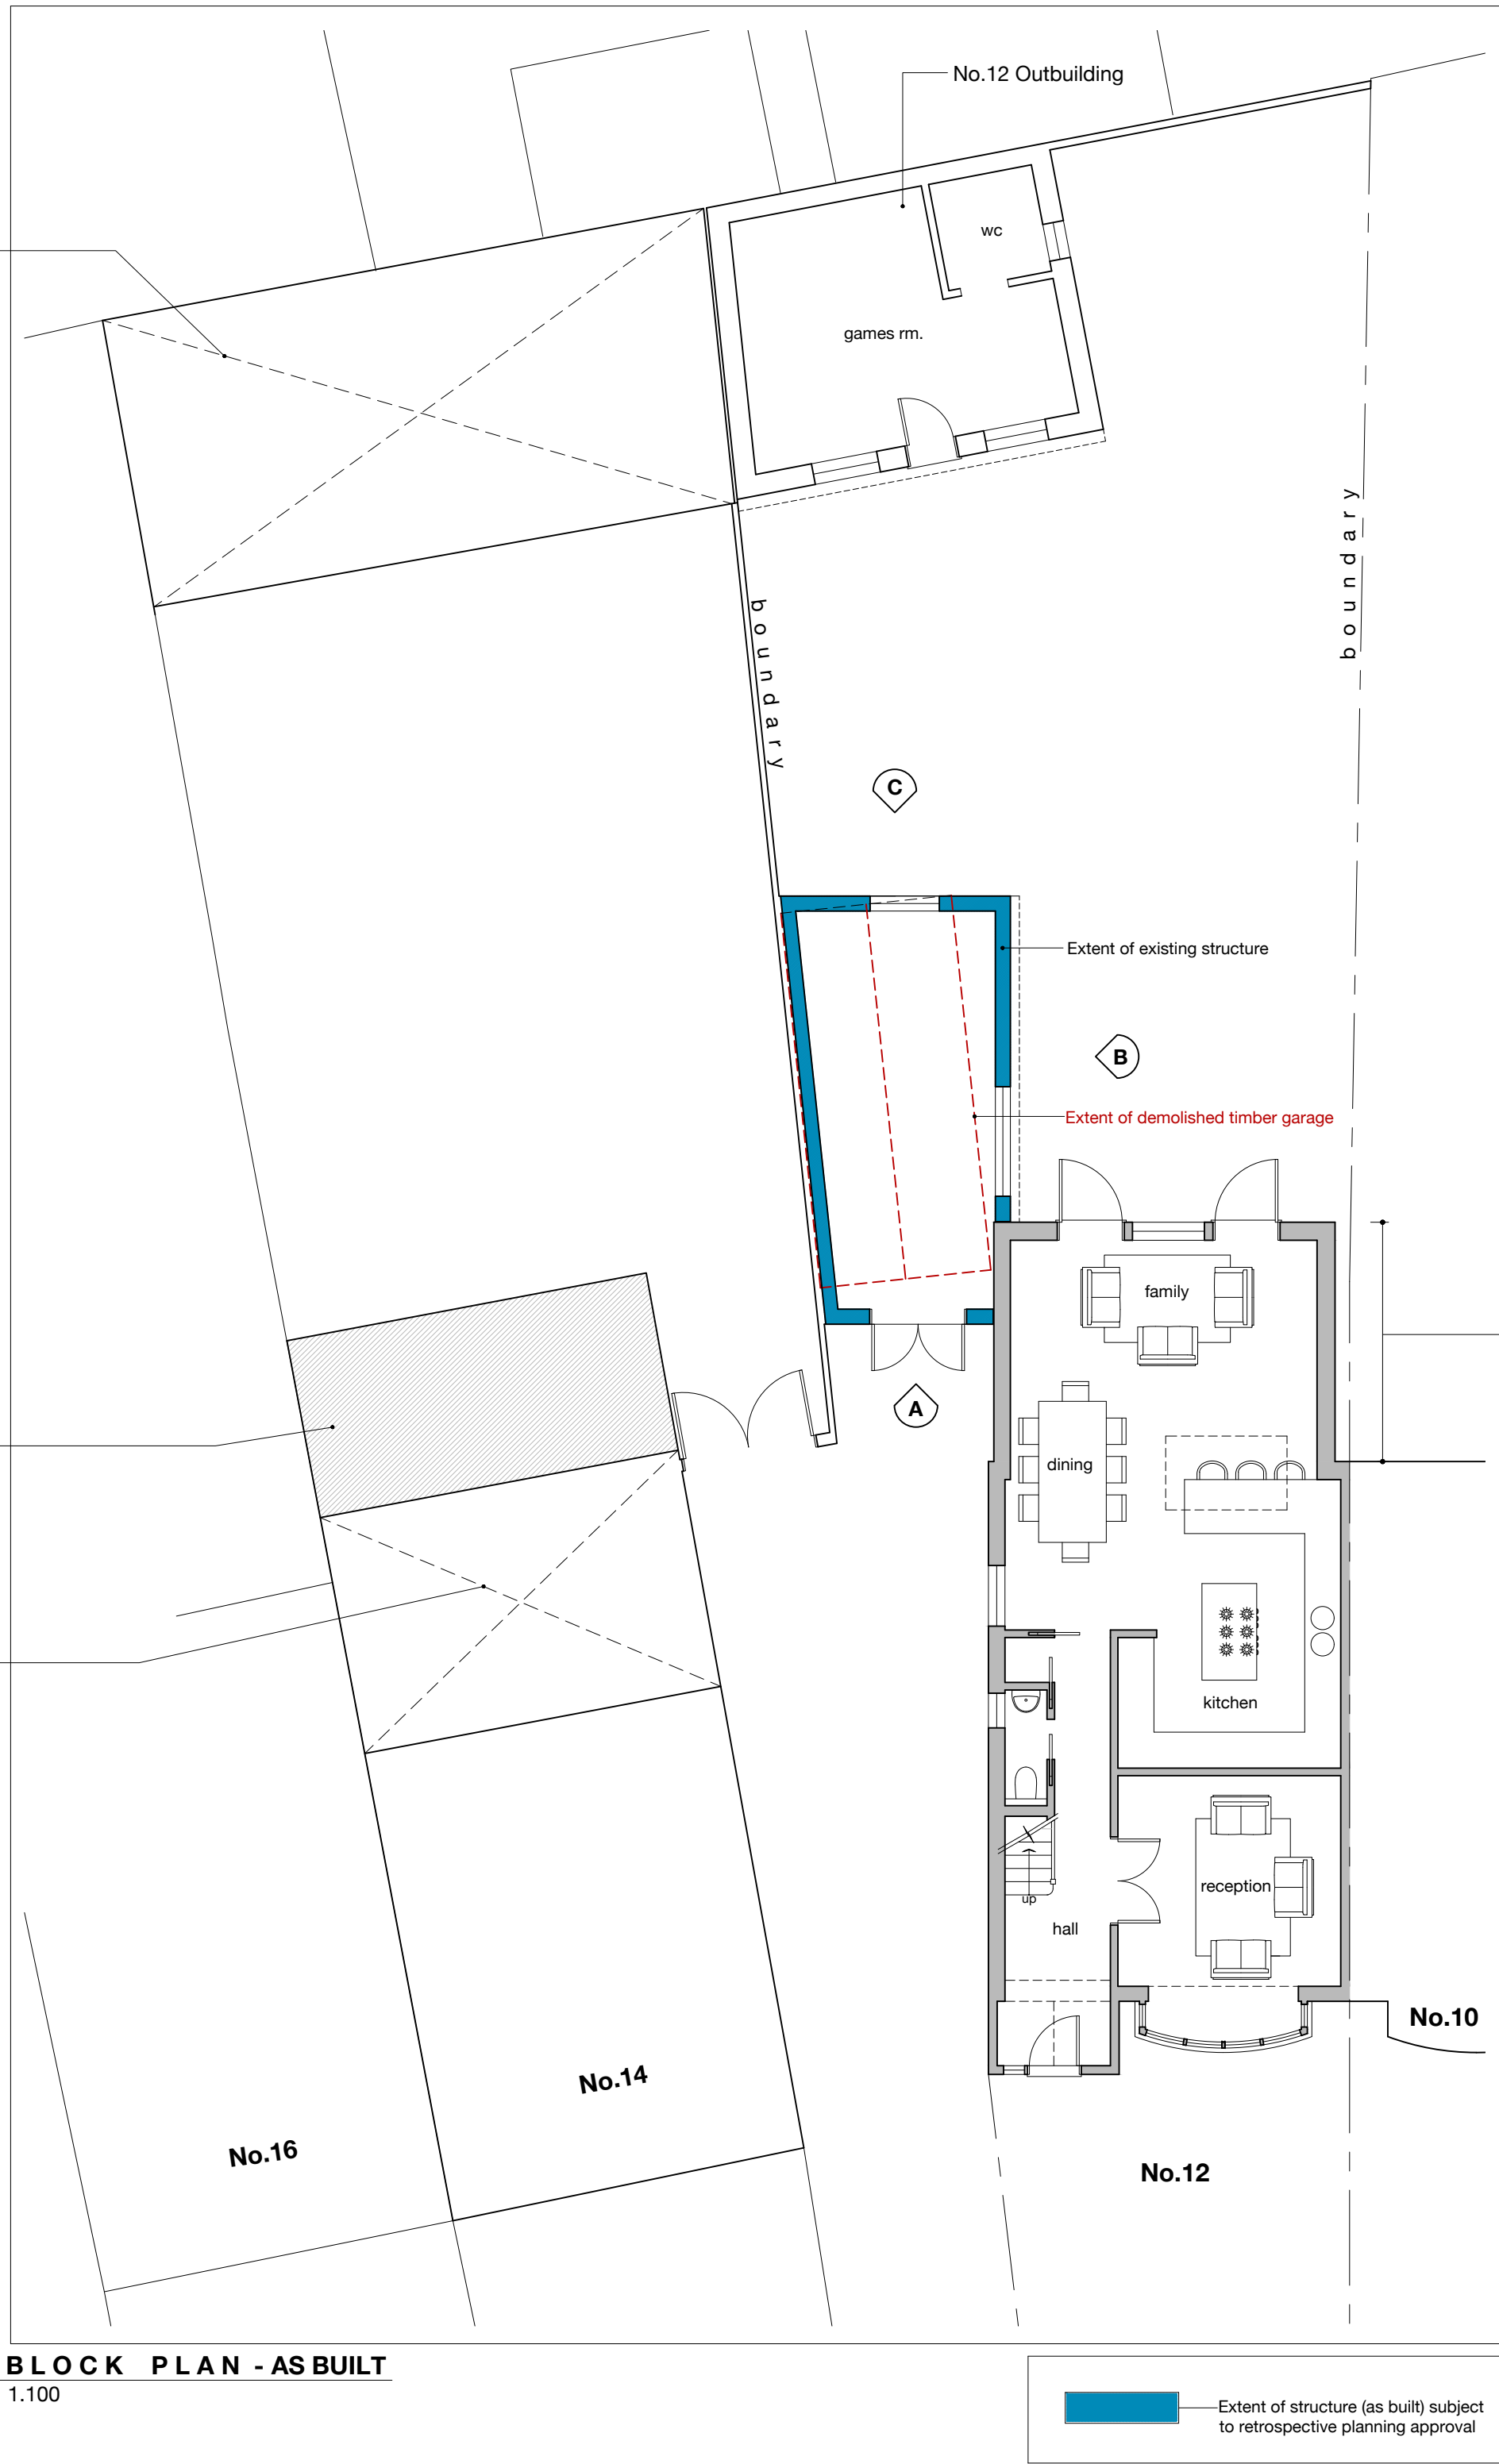 No.12 Outbuilding
wc
games rm.
boundary
boundary
C
Extent of existing structure
B
Extent of demolished timber garage
family
A
dining
kitchen
reception
up
hall
No.10
No.14
No.16
No.12
BLOCK PLAN - AS BUILT
1.100
Extent of structure (as built) subject
to retrospective planning approval